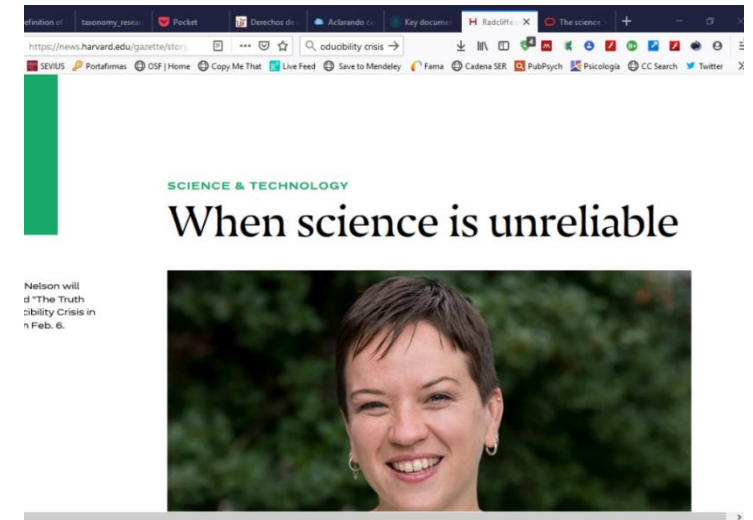 efinition of taxonomy_resear Pocket Derechos de Aclarando co Key documen H Radcliffe The science
https://news.harvard.edu/gazette/story oducibility crisis
SEVIUS Portafirmas OSF | Home Copy Me That Live Feed Save to Mendeley Fama Cadena SER PubPsych Psicología CC Search Twitter
SCIENCE & TECHNOLOGY
When science is unreliable
Nelson will
d "The Truth
cibility Crisis in
n Feb. 6.